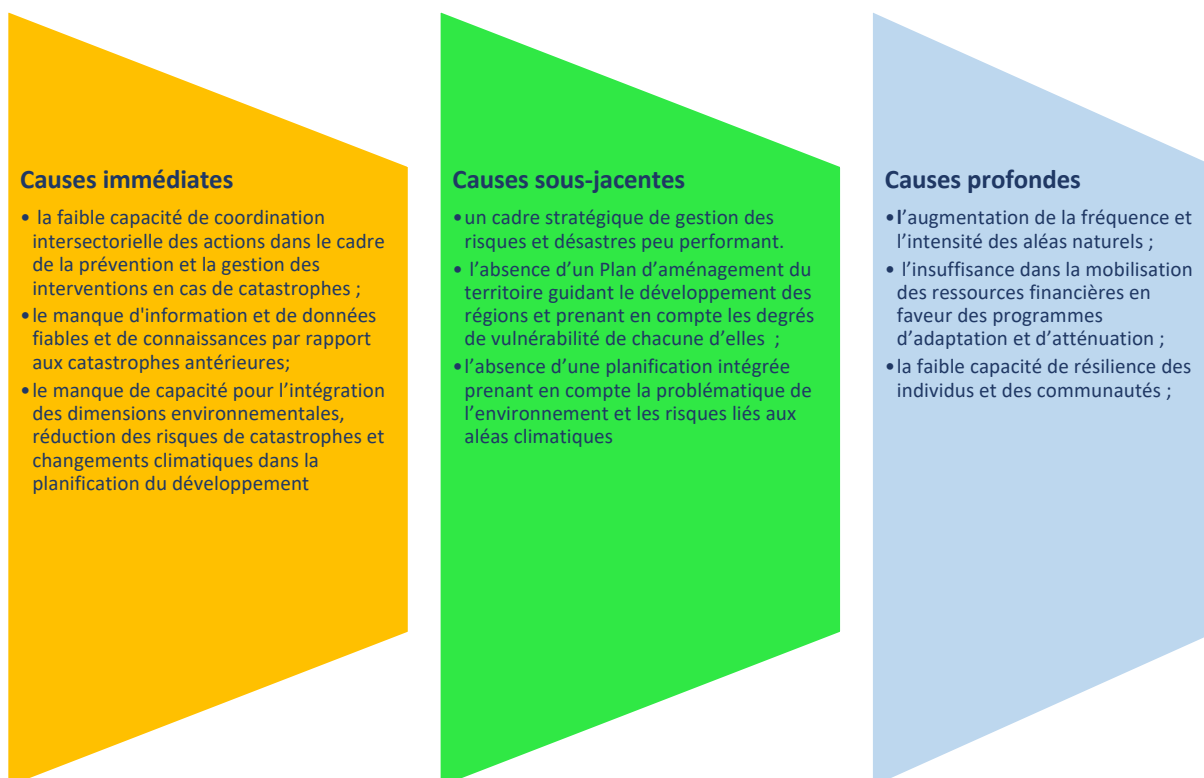 Causes immédiates
• la faible capacité de coordination
intersectorielle des actions dans le cadre
de la prévention et la gestion des
interventions en cas de catastrophes ;
•le manque d'information et de données
fiables et de connaissances par rapport
aux catastrophes antérieures;
•le manque de capacité pour l’intégration
des dimensions environnementales,
réduction des risques de catastrophes et
changements climatiques dans la
planification du développement
Causes sous-jacentes
•un cadre stratégique de gestion des
risques et désastres peu performant.
• l’absence d’un Plan d’aménagement du
territoire guidant le développement des
régions et prenant en compte les degrés
de vulnérabilité de chacune d’elles ;
•l’absence d’une planification intégrée
prenant en compte la problématique de
l’environnement et les risques liés aux
aléas climatiques
Causes profondes
•l’augmentation de la fréquence et
l’intensité des aléas naturels ;
• l’insuffisance dans la mobilisation
des ressources financières en
faveur des programmes
d’adaptation et d’atténuation ;
•la faible capacité de résilience des
individus et des communautés ;